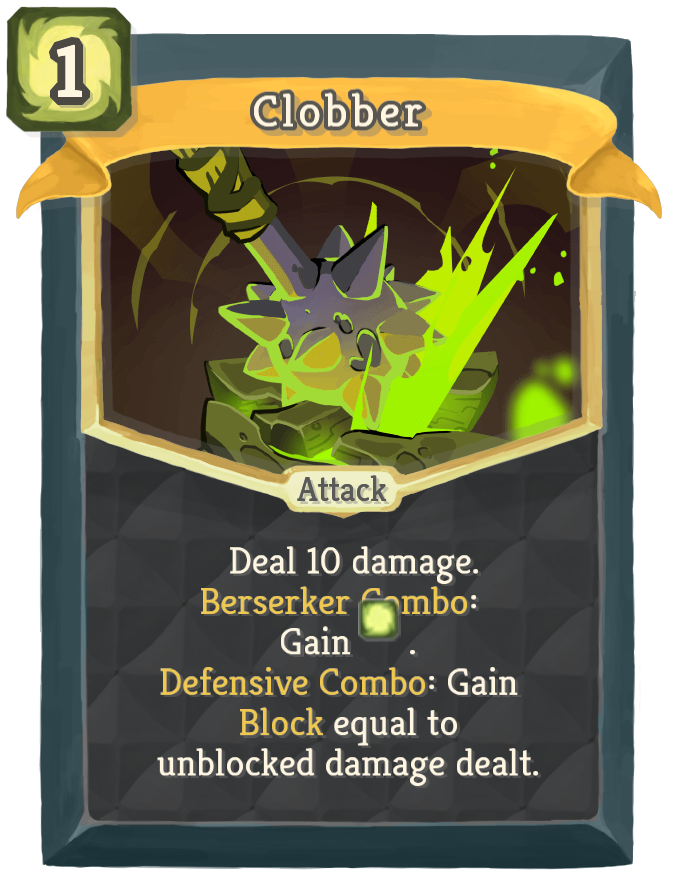 1
Clobber
Attack
Deal 10 damage.
Berserker Combo:
Gain .
Defensive Combo: Gain
Block equal to
unblocked damage dealt.